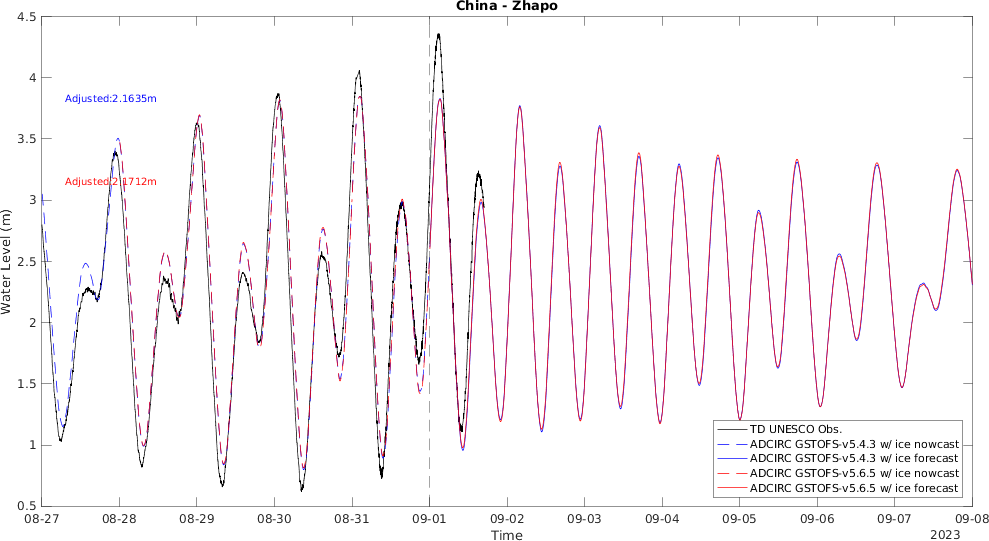 China - Zhapo
4.5
4
3.5
3
2.5
2
1.5
1
0.5
Water Level (m)
Adjusted:2.1635m
Adjusted:2.1712m
TD UNESCO Obs.
ADCIRC GSTOFS-v5.4.3 w/ ice nowcast
ADCIRC GSTOFS-v5.4.3 w/ ice forecast
ADCIRC GSTOFS-v5.6.5 w/ ice nowcast
ADCIRC GSTOFS-v5.6.5 w/ ice forecast
08-27 08-28 08-29 08-30 08-31 09-01 09-02 09-03 09-04 09-05 09-06 09-07 09-08
Time
2023